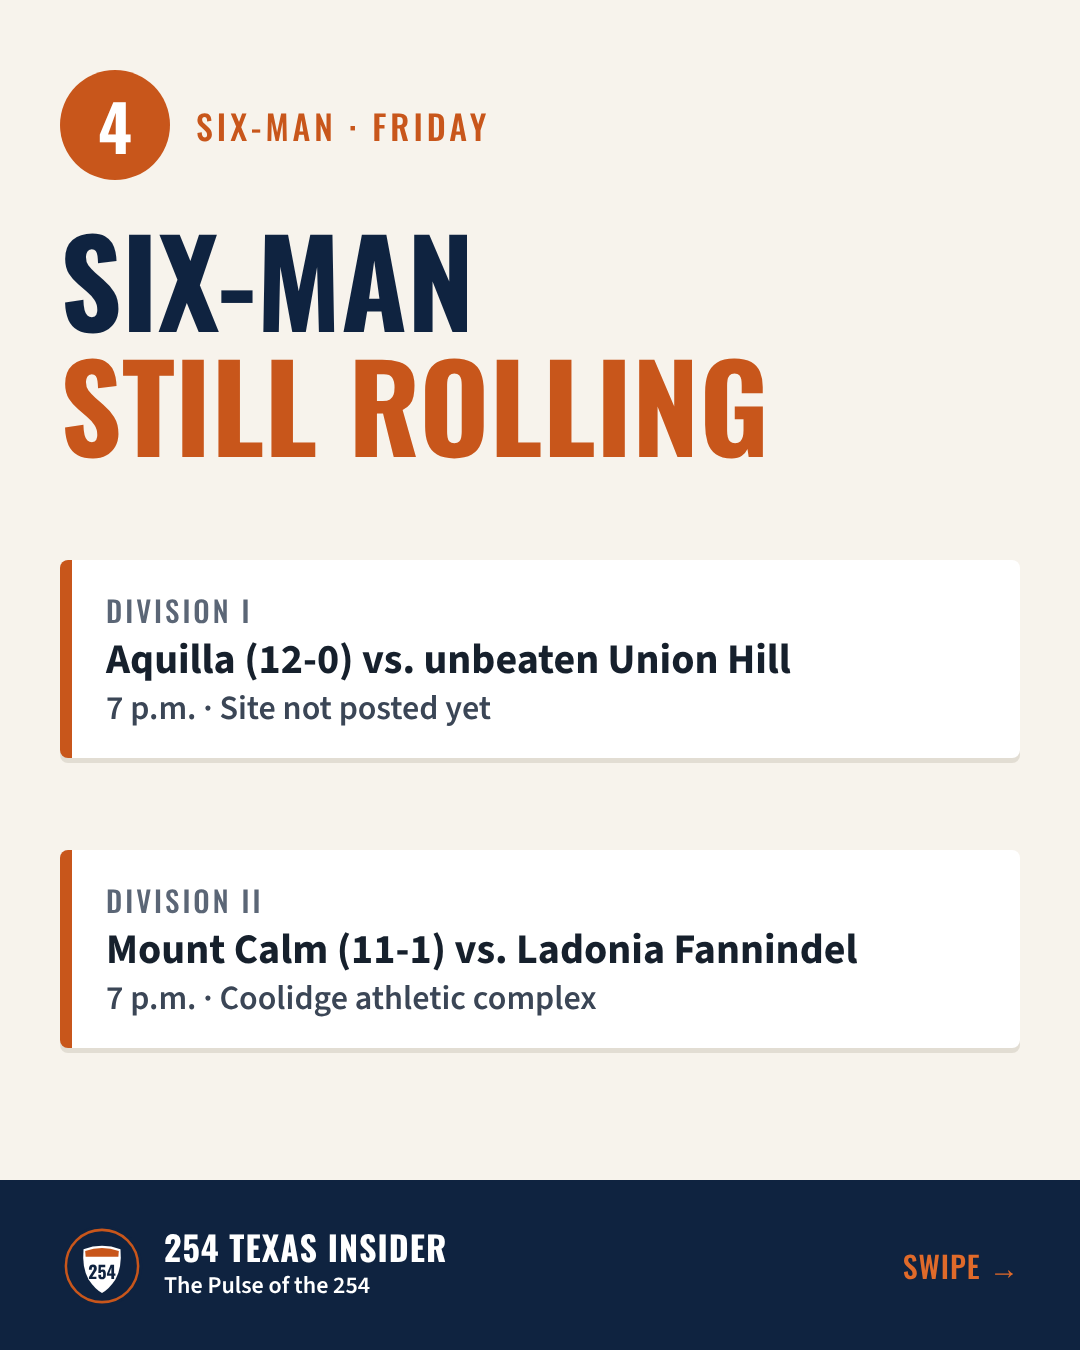 4
SIX-MAN · FRIDAY
SIX-MAN
STILL ROLLING
DIVISION I
Aquilla (12-0) vs. unbeaten Union Hill
7 p.m. · Site not posted yet
DIVISION II
Mount Calm (11-1) vs. Ladonia Fannindel
7 p.m. · Coolidge athletic complex
254
254 TEXAS INSIDER
The Pulse of the 254
SWIPE →